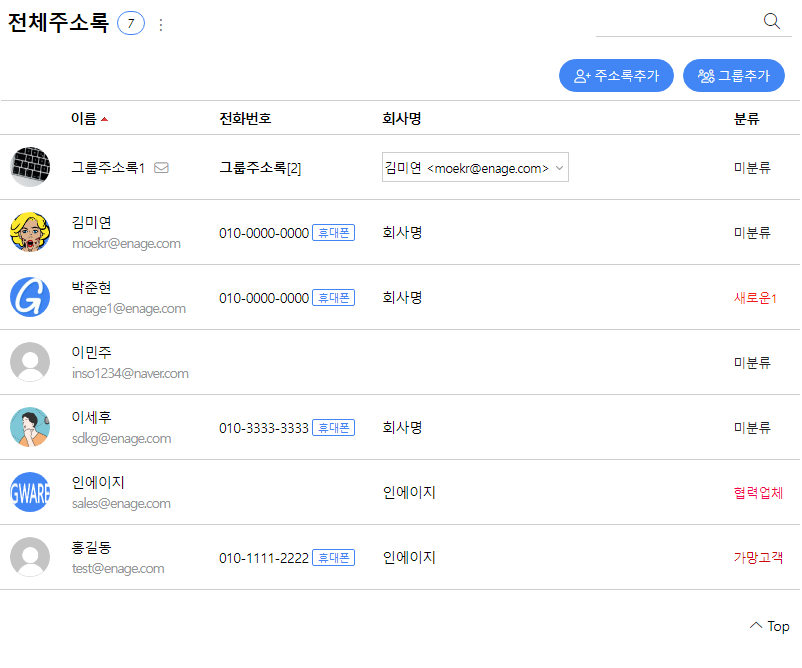 전체주소록 7
주소록추가 그룹추가
이름 전화번호 회사명 분류
그룹주소록1 그룹주소록[2] 김미연 <moekr@enage.com> 미분류
김미연
moekr@enage.com
010-0000-0000 휴대폰 회사명 미분류
박준현
enage1@enage.com
010-0000-0000 휴대폰 회사명 새로운1
이민주
inso1234@naver.com
미분류
이세후
sdkg@enage.com
010-3333-3333 휴대폰 회사명 미분류
GWARE
인에이지
sales@enage.com
인에이지 협력업체
홍길동
test@enage.com
010-1111-2222 휴대폰 인에이지 가망고객
Top